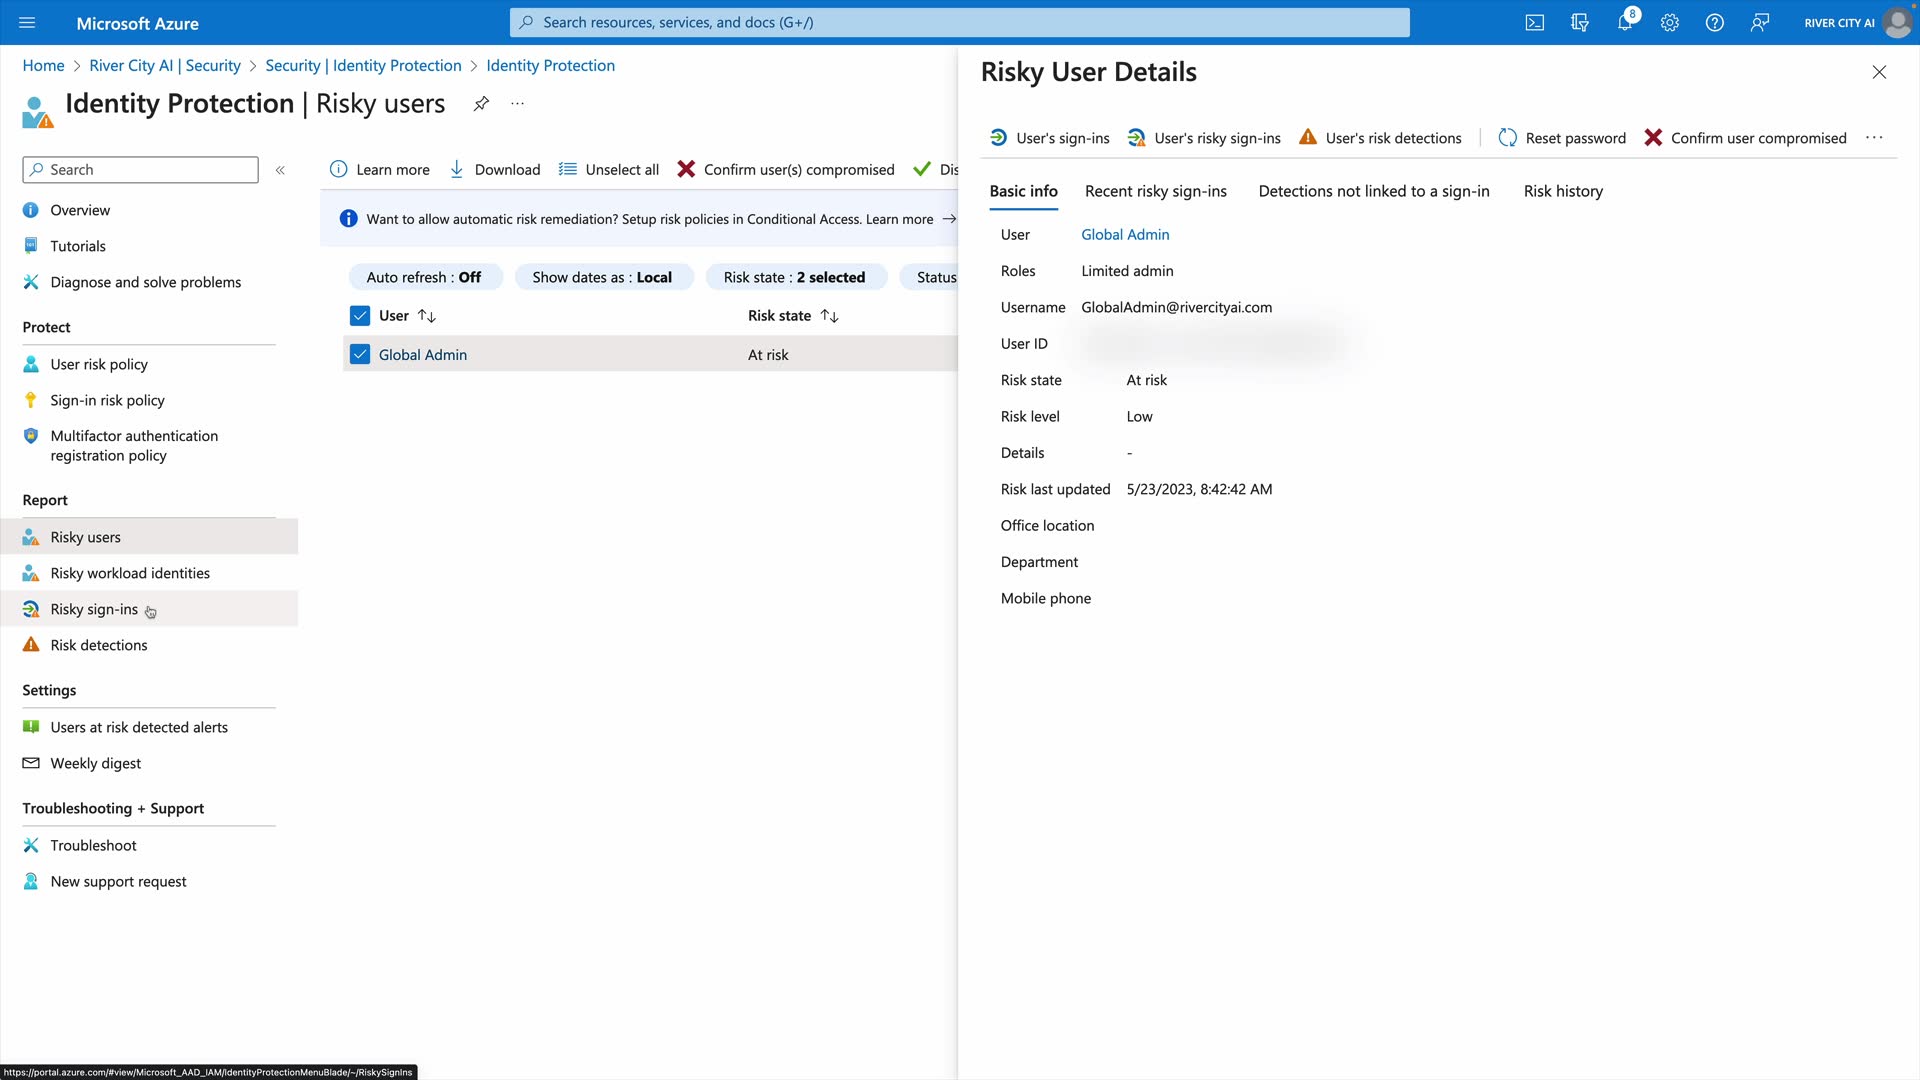 Microsoft Azure
Search resources, services, and docs (G+/)
8
RIVER CITY AI
Home > River City AI | Security > Security | Identity Protection > Identity Protection
Identity Protection | Risky users
...
Search
«
Overview
Tutorials
Diagnose and solve problems
Protect
User risk policy
Sign-in risk policy
Multifactor authentication
registration policy
Report
Risky users
Risky workload identities
Risky sign-ins
Risk detections
Settings
Users at risk detected alerts
Weekly digest
Troubleshooting + Support
Troubleshoot
New support request
Learn more
Download
Unselect all
Confirm user(s) compromised
Dis
Want to allow automatic risk remediation? Setup risk policies in Conditional Access. Learn more →
Auto refresh : Off
Show dates as : Local
Risk state : 2 selected
Status
User ↑↓
Risk state ↑↓
Global Admin
At risk
Risky User Details
User's sign-ins
User's risky sign-ins
User's risk detections
Reset password
Confirm user compromised
...
Basic info
Recent risky sign-ins
Detections not linked to a sign-in
Risk history
User Global Admin
Roles Limited admin
Username GlobalAdmin@rivercityai.com
User ID
Risk state At risk
Risk level Low
Details -
Risk last updated 5/23/2023, 8:42:42 AM
Office location
Department
Mobile phone
https://portal.azure.com/#view/Microsoft_AAD_IAM/IdentityProtectionMenuBlade/~/RiskySignIns